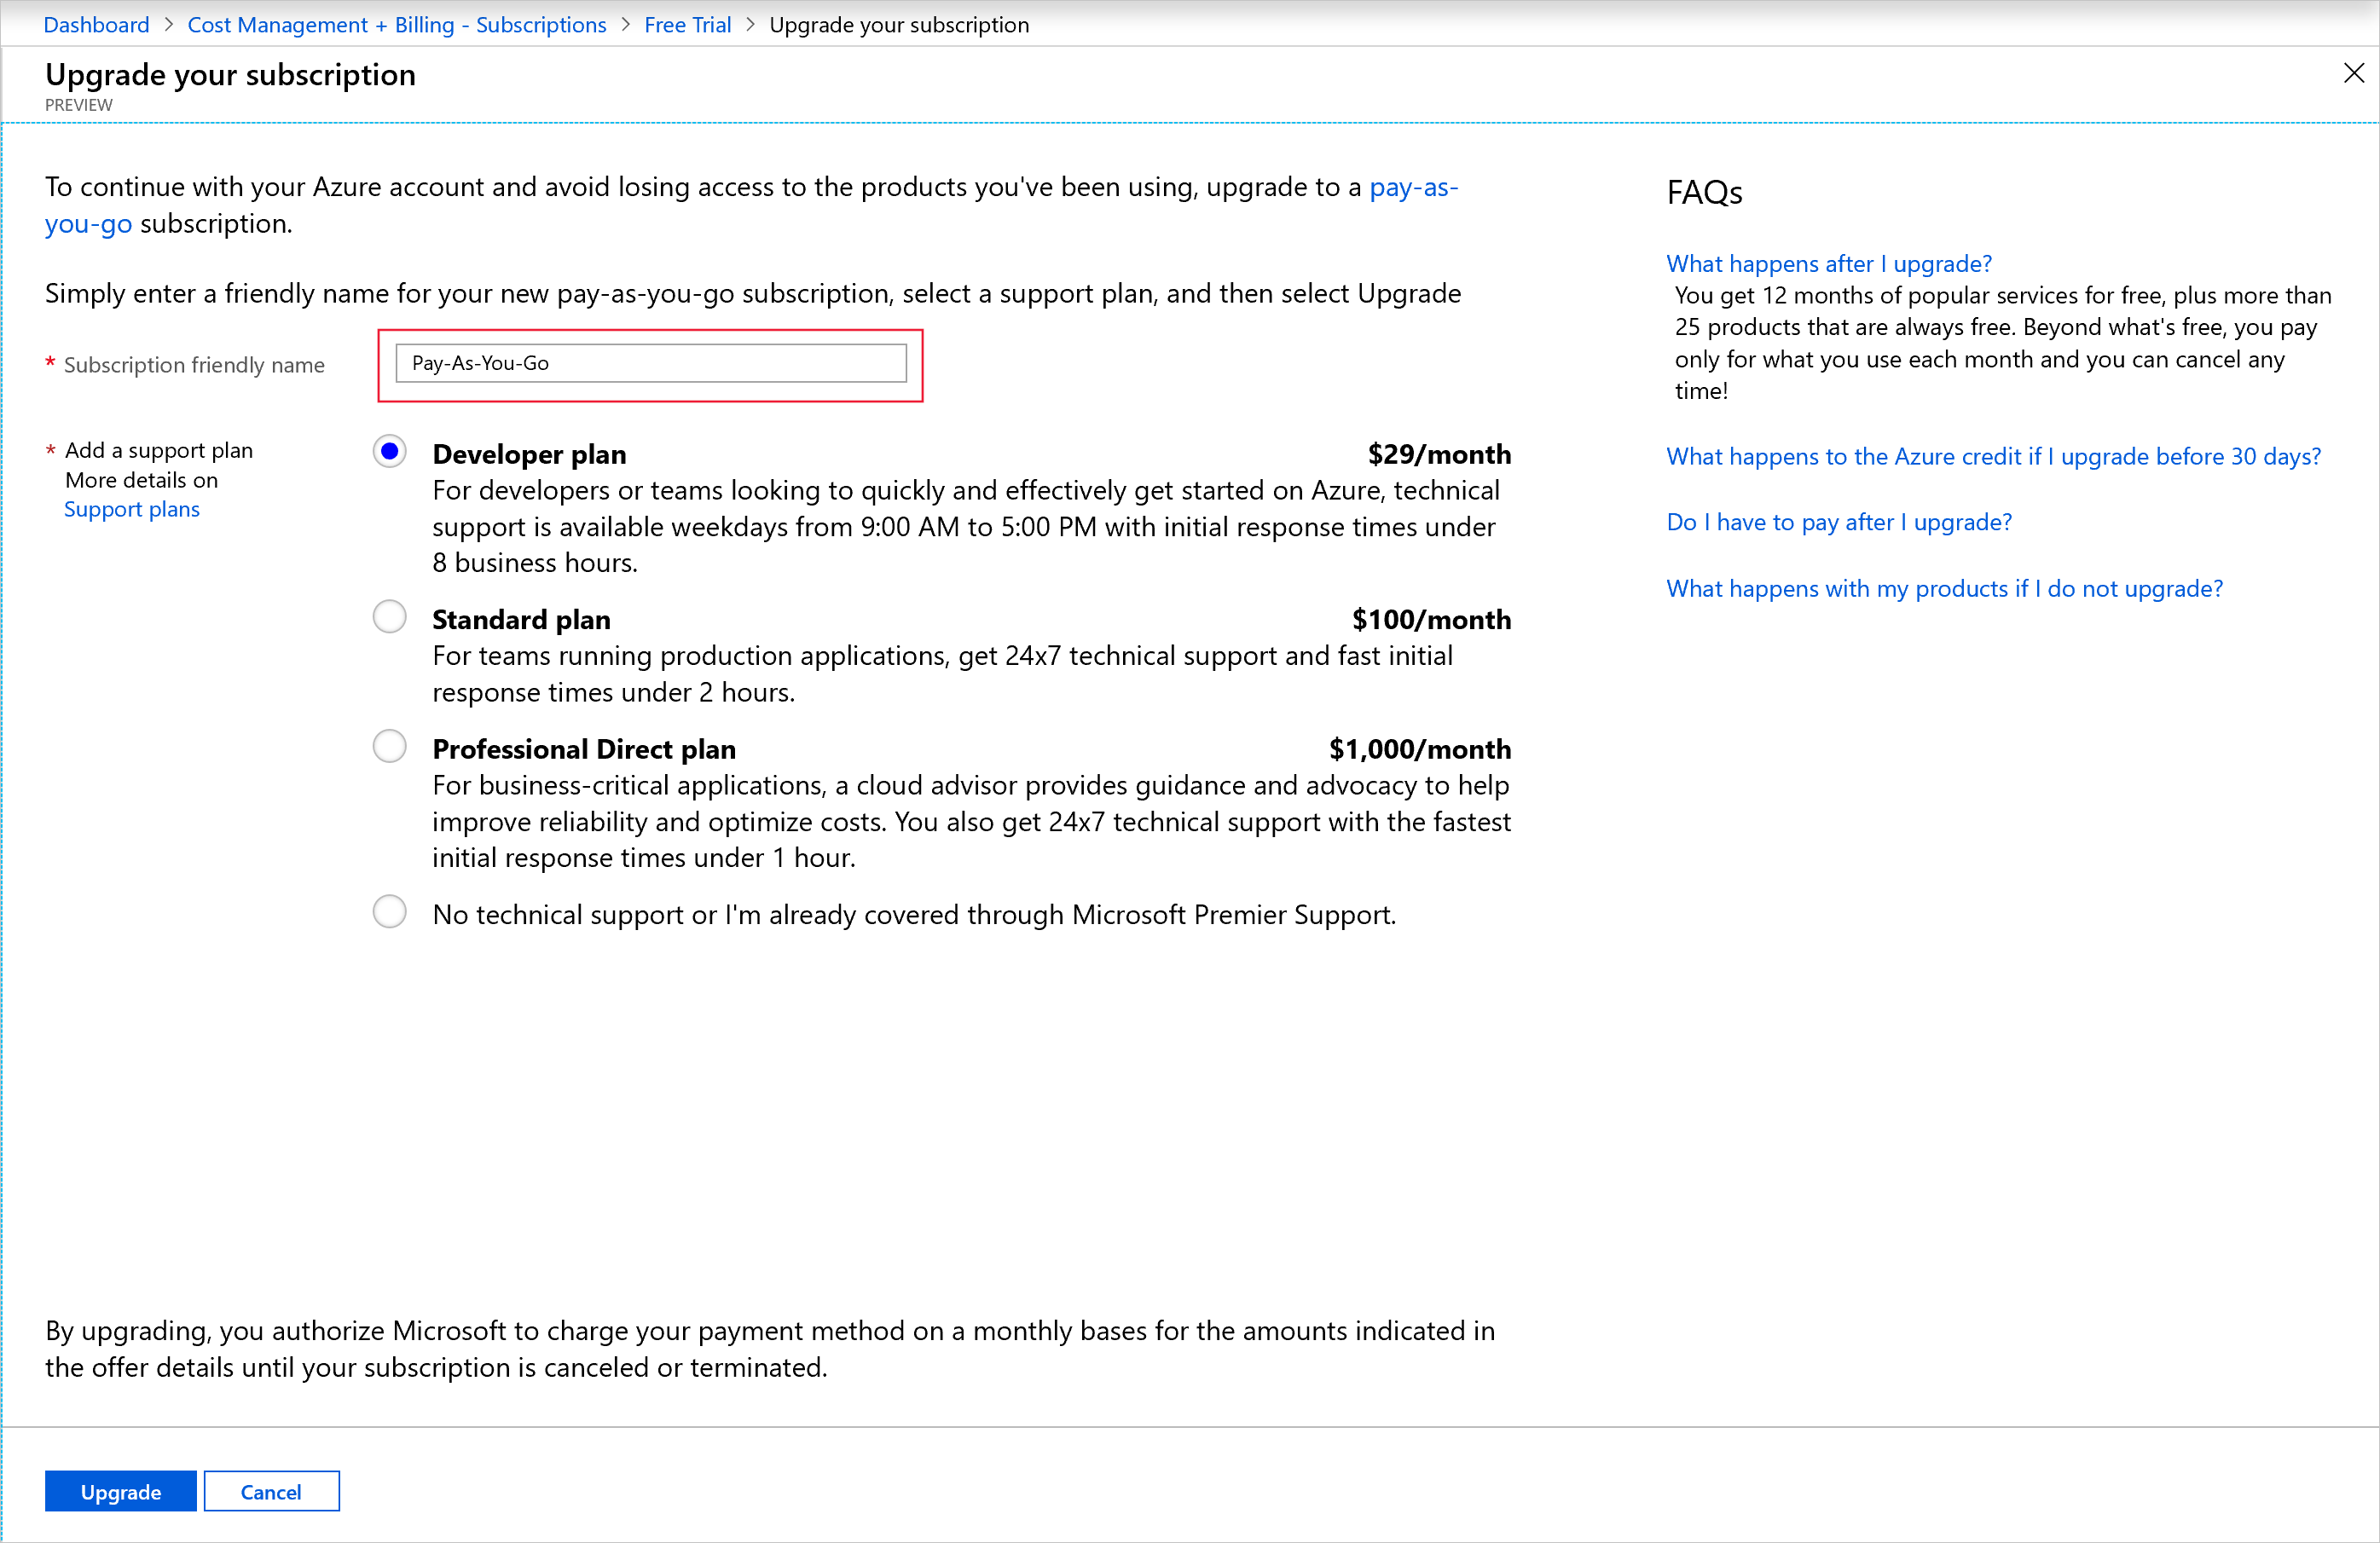 Dashboard > Cost Management + Billing - Subscriptions > Free Trial > Upgrade your subscription
Upgrade your subscription
PREVIEW
To continue with your Azure account and avoid losing access to the products you've been using, upgrade to a pay-as-
you-go subscription.
Simply enter a friendly name for your new pay-as-you-go subscription, select a support plan, and then select Upgrade
* Subscription friendly name
Pay-As-You-Go
* Add a support plan
More details on
Support plans
Developer plan $29/month
For developers or teams looking to quickly and effectively get started on Azure, technical
support is available weekdays from 9:00 AM to 5:00 PM with initial response times under
8 business hours.
Standard plan $100/month
For teams running production applications, get 24x7 technical support and fast initial
response times under 2 hours.
Professional Direct plan $1,000/month
For business-critical applications, a cloud advisor provides guidance and advocacy to help
improve reliability and optimize costs. You also get 24x7 technical support with the fastest
initial response times under 1 hour.
No technical support or I'm already covered through Microsoft Premier Support.
FAQs
What happens after I upgrade?
You get 12 months of popular services for free, plus more than
25 products that are always free. Beyond what's free, you pay
only for what you use each month and you can cancel any
time!
What happens to the Azure credit if I upgrade before 30 days?
Do I have to pay after I upgrade?
What happens with my products if I do not upgrade?
By upgrading, you authorize Microsoft to charge your payment method on a monthly bases for the amounts indicated in
the offer details until your subscription is canceled or terminated.
Upgrade
Cancel